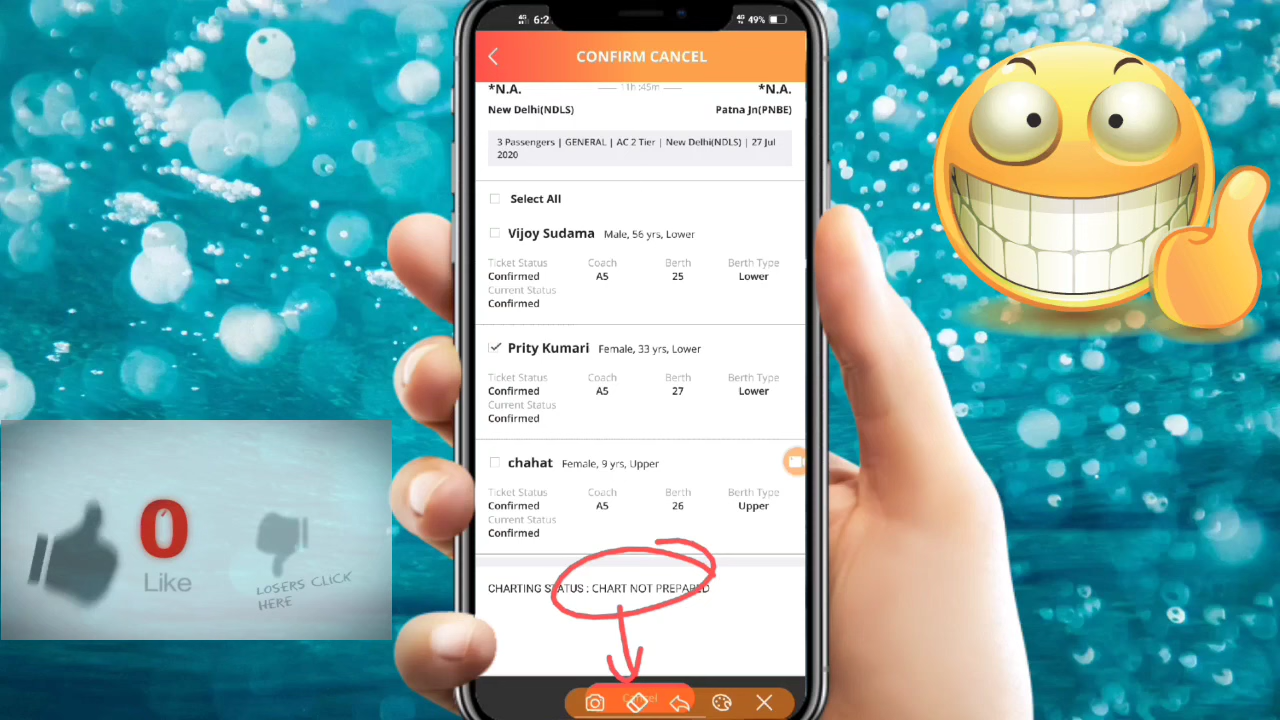 4G 6:2
4G 49%
CONFIRM CANCEL
*N.A. 11h :45m *N.A.
New Delhi(NDLS) Patna Jn(PNBE)
3 Passengers | GENERAL | AC 2 Tier | New Delhi(NDLS) | 27 Jul
2020
Select All
Vijoy Sudama Male, 56 yrs, Lower
Ticket Status Coach Berth Berth Type
Confirmed A5 25 Lower
Current Status
Confirmed
Prity Kumari Female, 33 yrs, Lower
Ticket Status Coach Berth Berth Type
Confirmed A5 27 Lower
Current Status
Confirmed
chahat Female, 9 yrs, Upper
Ticket Status Coach Berth Berth Type
Confirmed A5 26 Upper
Current Status
Confirmed
CHARTING STATUS : CHART NOT PREPARED
Cancel
0
Like
LOSERS CLICK
HERE